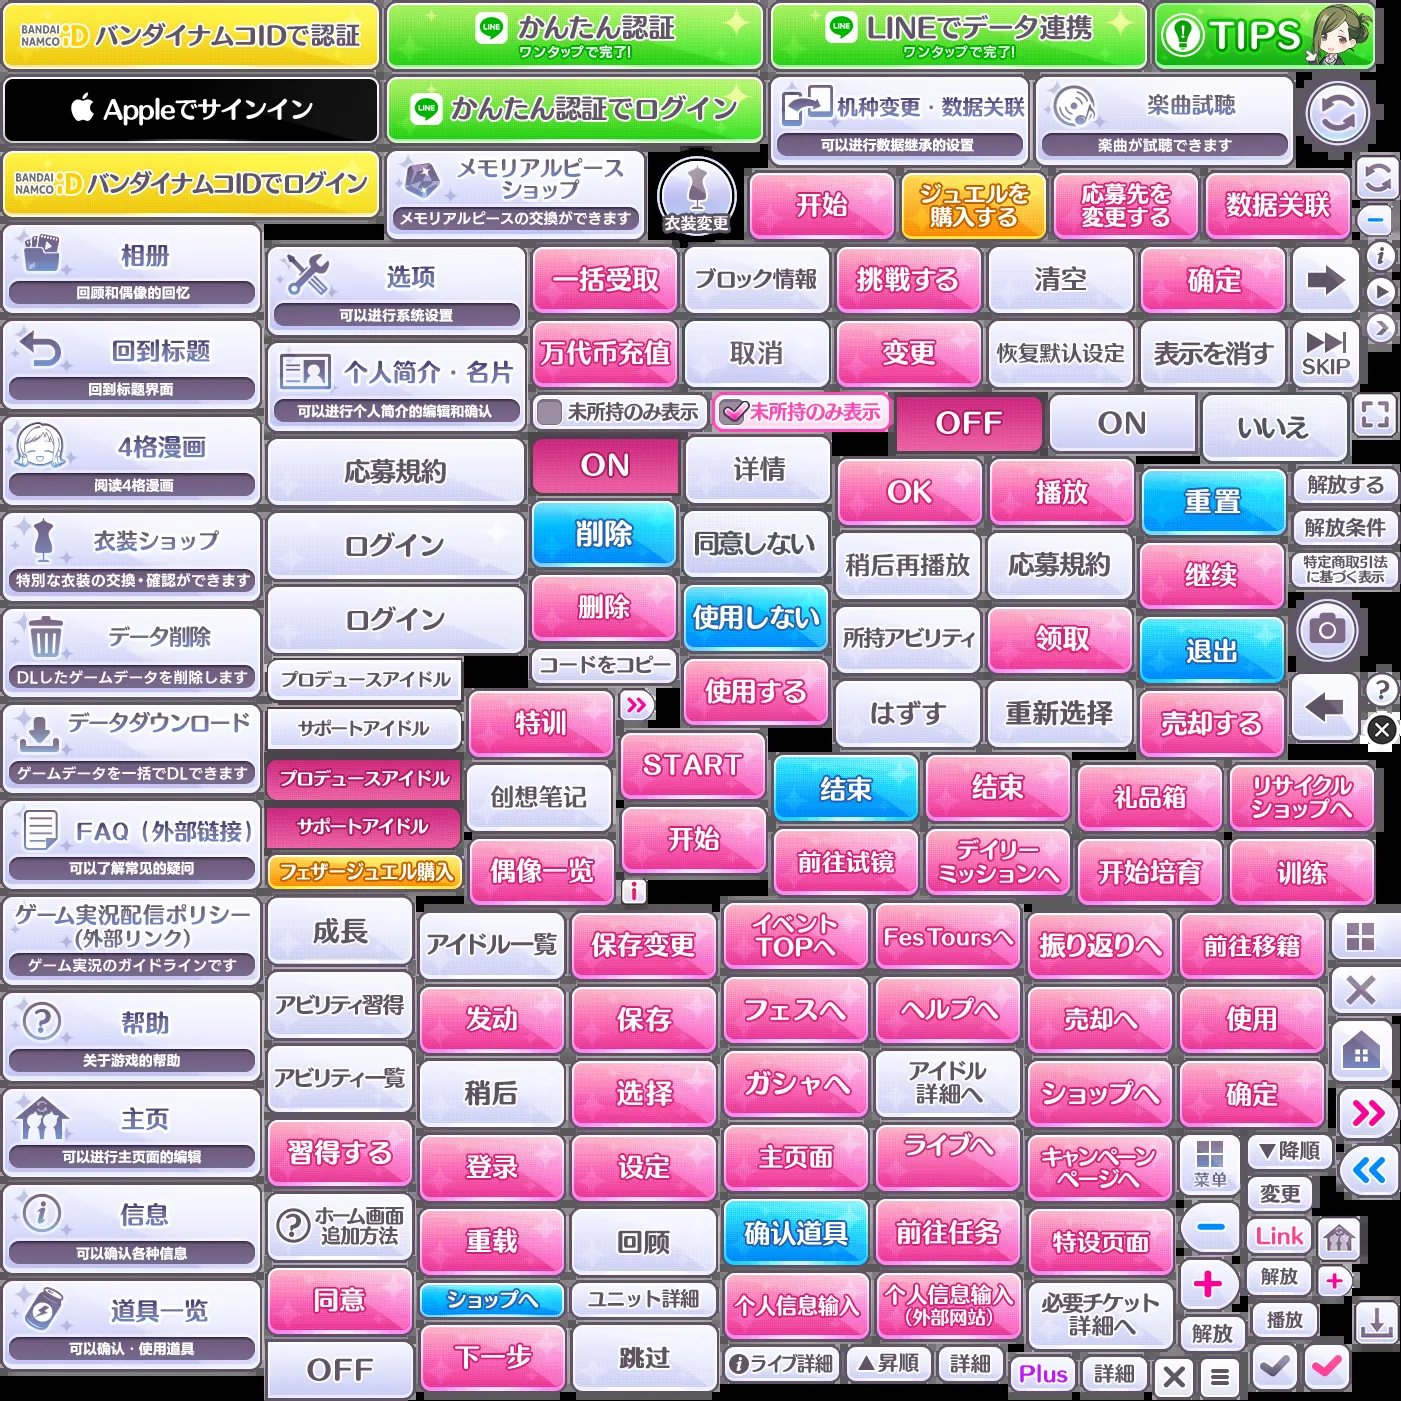 BANDAI NAMCO iD バンダイナムコIDで認証
LINE かんたん認証
ワンタップで完了!
LINE LINEでデータ連携
ワンタップで完了!
TIPS
Appleでサインイン
LINE かんたん認証でログイン
机种变更・数据关联
可以进行数据继承的设置
楽曲試聴
楽曲が試聴できます
BANDAI NAMCO iD バンダイナムコIDでログイン
メモリアルピース
ショップ
メモリアルピースの交換ができます
衣装変更
开始
ジュエルを
購入する
応募先を
変更する
数据关联
相册
回顾和偶像的回忆
选项
可以进行系统设置
一括受取
ブロック情報
挑戦する
清空
确定
回到标题
回到标题界面
个人简介・名片
可以进行个人简介的编辑和确认
万代币充值
取消
变更
恢复默认设定
表示を消す
SKIP
未所持のみ表示
未所持のみ表示
OFF
ON
いいえ
4格漫画
阅读4格漫画
応募規約
ON
详情
OK
播放
重置
解放する
解放条件
衣装ショップ
特別な衣装の交換・確認ができます
ログイン
削除
同意しない
稍后再播放
応募規約
继续
特定商取引法
に基づく表示
データ削除
DLしたゲームデータを削除します
ログイン
删除
使用しない
所持アビリティ
领取
退出
コードをコピー
プロデュースアイドル
使用する
はずす
重新选择
売却する
データダウンロード
ゲームデータを一括でDLできます
サポートアイドル
特训
START
プロデュースアイドル
创想笔记
结束
结束
礼品箱
リサイクル
ショップへ
FAQ（外部链接）
可以了解常见的疑问
サポートアイドル
开始
フェザージュエル購入
偶像一览
前往试镜
デイリー
ミッションへ
开始培育
训练
ゲーム実況配信ポリシー
(外部リンク)
ゲーム実況のガイドラインです
成長
アイドル一覧
保存变更
イベント
TOPへ
Fes Toursへ
振り返りへ
前往移籍
帮助
关于游戏的帮助
アビリティ習得
发动
保存
フェスへ
ヘルプへ
売却へ
使用
アビリティ一覧
稍后
选择
ガシャへ
アイドル
詳細へ
ショップへ
确定
主页
可以进行主页面的编辑
習得する
登录
设定
主页面
ライブへ
キャンペーン
ページへ
菜单
▼降順
変更
信息
可以确认各种信息
ホーム画面
追加方法
重载
回顾
确认道具
前往任务
特设页面
Link
解放
道具一览
可以确认・使用道具
同意
ショップへ
ユニット詳細
个人信息输入
个人信息输入
（外部网站）
必要チケット
詳細へ
解放
播放
OFF
下一步
跳过
ライブ詳細
▲昇順
詳細
Plus
詳細